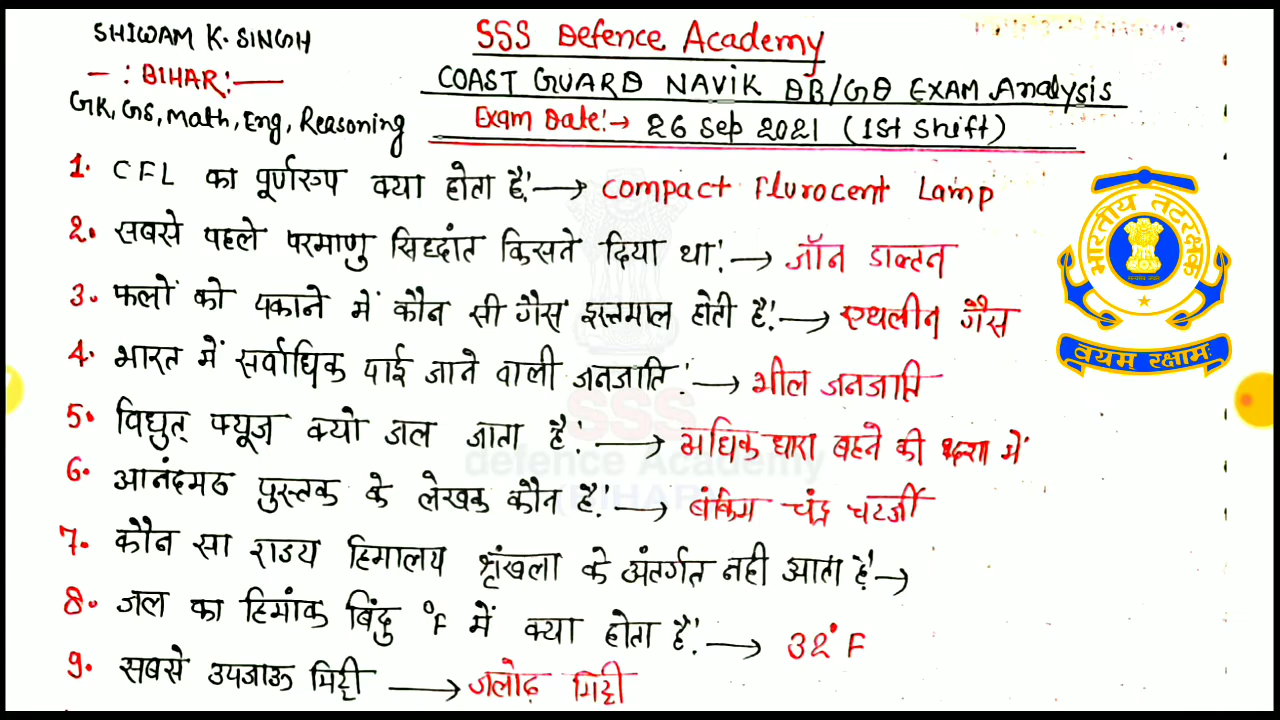 SHIWAM K. SINGH
SSS Defence Academy
— : BIHAR: —
COAST GUARD NAVIK DB/GD EXAM Analysis
GK, GS, Math, Eng, Reasoning
Exam Date:→ 26 Sep 2021 (1st Shift)
1. CFL का पूर्णरुप क्या होता है:→ Compact Flurocent Lamp
2. सबसे पहले परमाणु सिद्धांत किसने दिया था:→ जॉन डाल्टन
3. फलों को पकाने में कौन सी गैस इस्तमाल होती है:→ एथलीन गैस
4. भारत में सर्वाधिक पाई जाने वाली जनजाति:→ भील जनजाति
5. विधुत् फ्यूज क्यो जल जाता है:→ अधिक धारा बहने की दशा में
6. आनंदमठ पुस्तक के लेखक कौन है:→ बंकिम चंद्र चटर्जी
7. कौन सा राज्य हिमालय श्रृंखला के अंतर्गत नही आता है:→
8. जल का हिमांक बिंदु °F में क्या होता है:→ 32°F
9. सबसे उपजाऊ मिट्टी → जलोढ़ मिट्टी
भारतीय तटरक्षक
वयम् रक्षामः
SSS
defence Academy
(BIHAR)